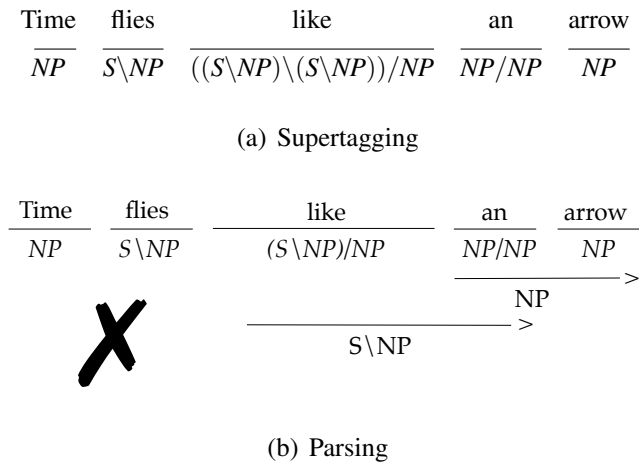 Time flies like an arrow
NP S\NP ((S\NP)\(S\NP))/NP NP/NP NP
(a) Supertagging
Time flies like an arrow
NP S\NP (S\NP)/NP NP/NP NP
>
NP
>
S\NP
(b) Parsing